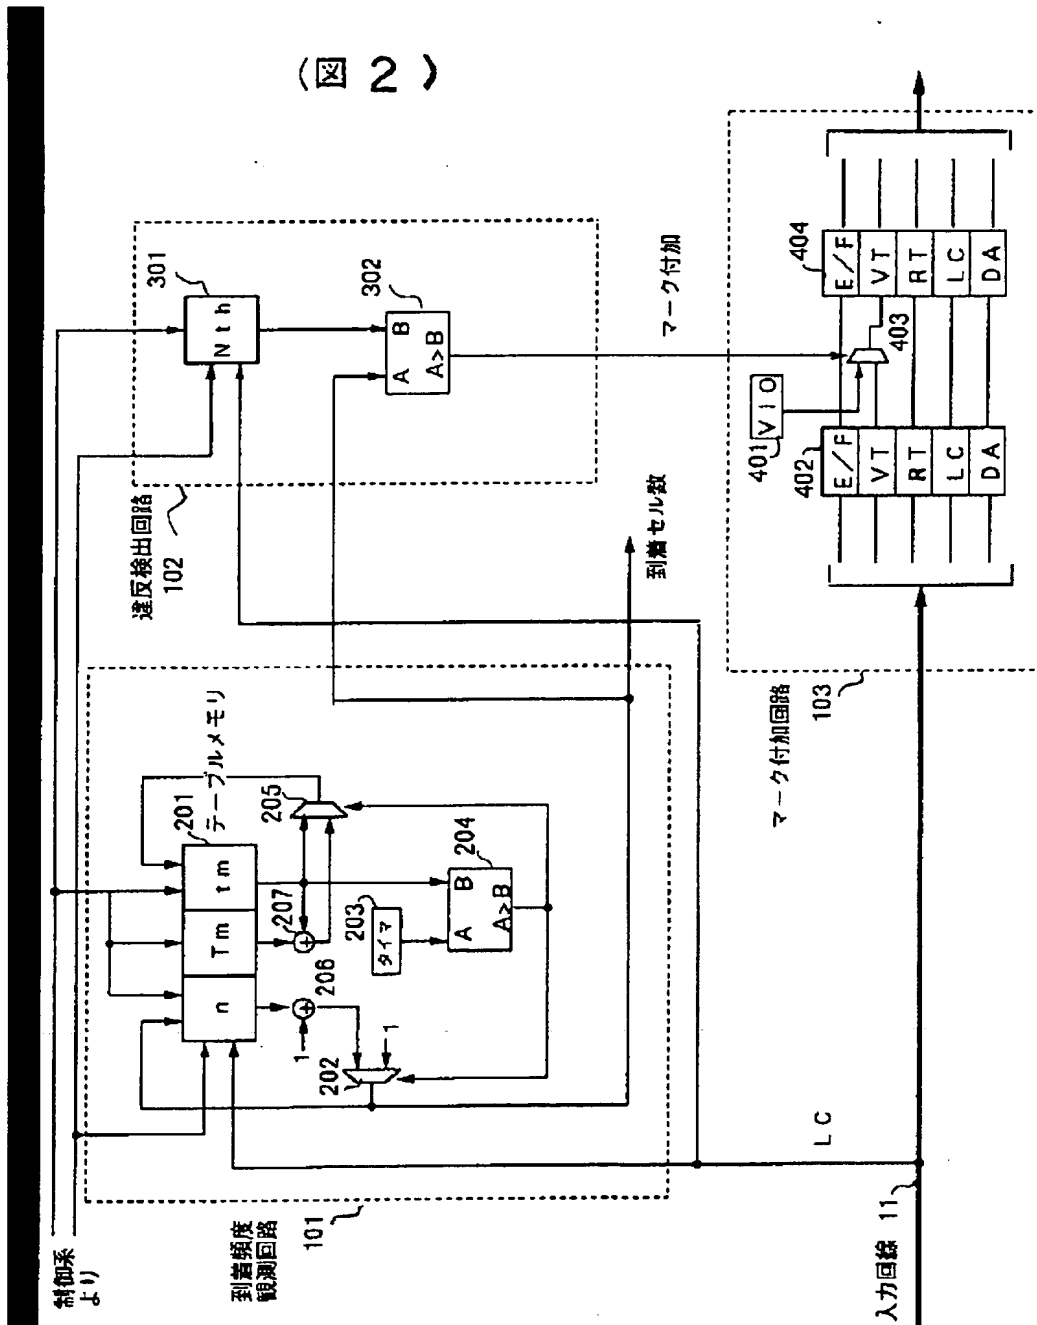 (図 2)
制御系
より
到着頻度
観測回路
101
201
テーブルメモリ
n
Tm
tm
1
206
207
205
202
1
203
タイマ
204
A
B
A>B
違反検出回路
102
301
Nth
302
A
B
A>B
到着セル数
マーク付加
マーク付加回路
103
401
VIO
402
E/F
VT
RT
LC
DA
403
404
E/F
VT
RT
LC
DA
LC
入力回線 11